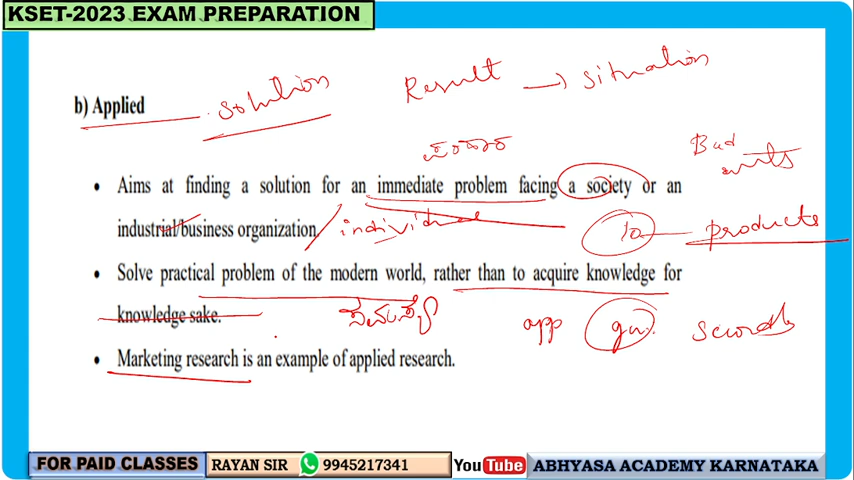 KSET-2023 EXAM PREPARATION
Result → situation
b) Applied solution
Bad
• Aims at finding a solution for an immediate problem facing a society or an
industrial/business organization, individual
10 products
• Solve practical problem of the modern world, rather than to acquire knowledge for
knowledge sake.
app
• Marketing research is an example of applied research.
FOR PAID CLASSES RAYAN SIR 9945217341 YouTube ABHYASA ACADEMY KARNATAKA